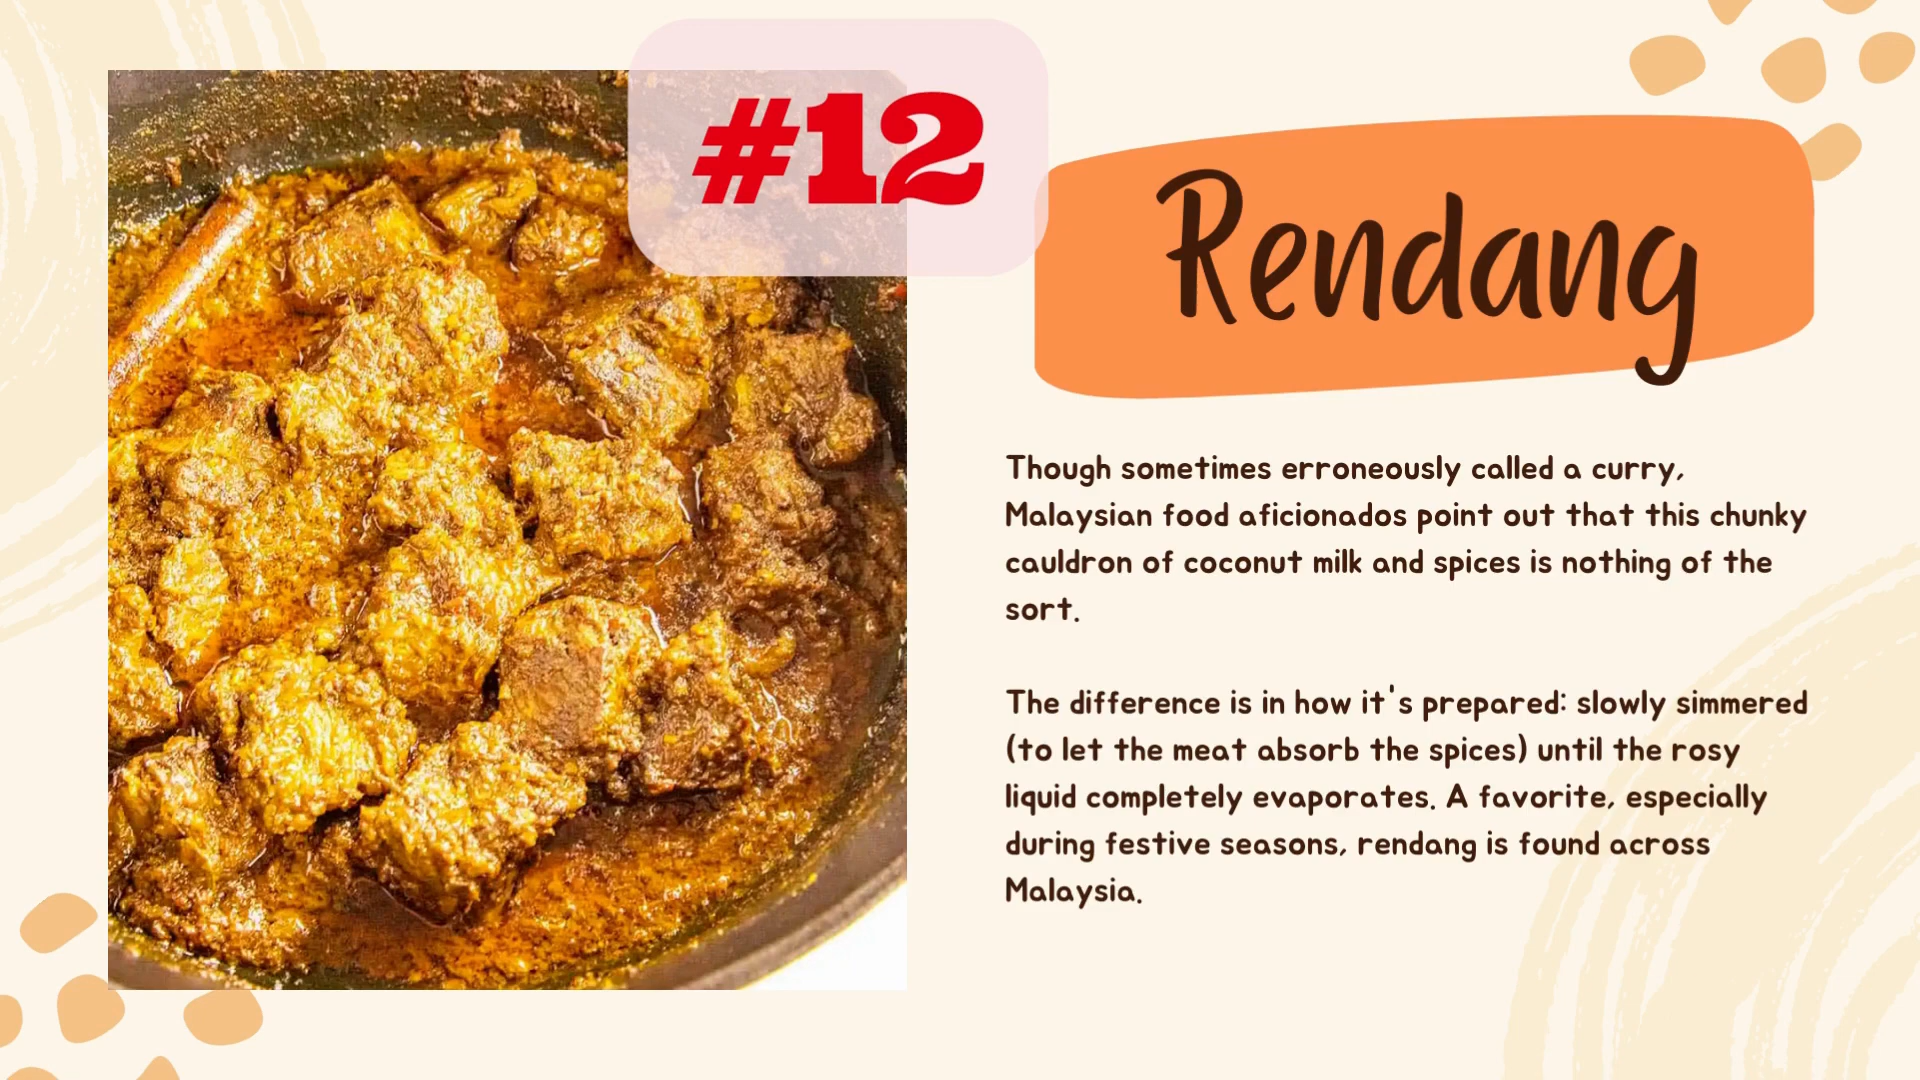 #12
Rendang
Though sometimes erroneously called a curry,
Malaysian food aficionados point out that this chunky
cauldron of coconut milk and spices is nothing of the
sort.
The difference is in how it's prepared: slowly simmered
(to let the meat absorb the spices) until the rosy
liquid completely evaporates. A favorite, especially
during festive seasons, rendang is found across
Malaysia.